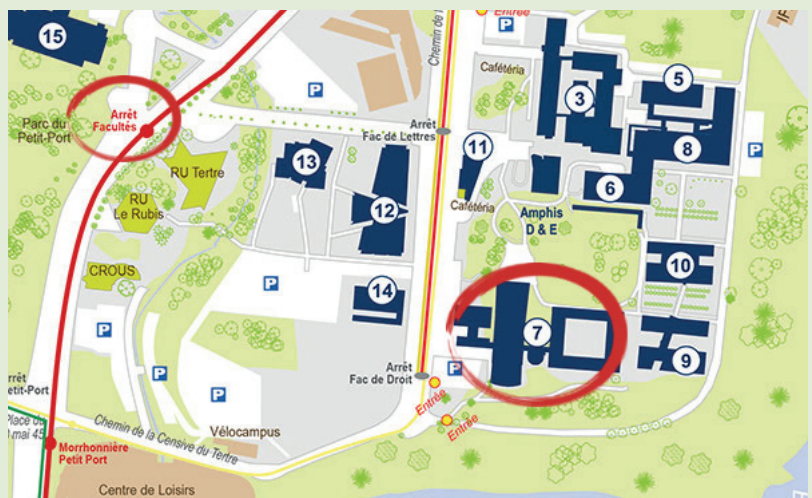 15
Arrêt
Facultés
Parc du
Petit-Port
P
Chemin de
Entrée
P
Cafétéria
3
5
8
P
Arrêt
Fac de Lettres
11
6
RU Tertre
13
RU
Le Rubis
12
Cafétéria
Amphis
D & E
CROUS
P
14
10
7
9
P
P
P
Arrêt
Fac de Droit
Entrée
Entrée
Petit-Port
Place du
mai 45
Chemin de la Censive du Tertre
Vélocampus
Morrhonnière
Petit Port
Centre de Loisirs